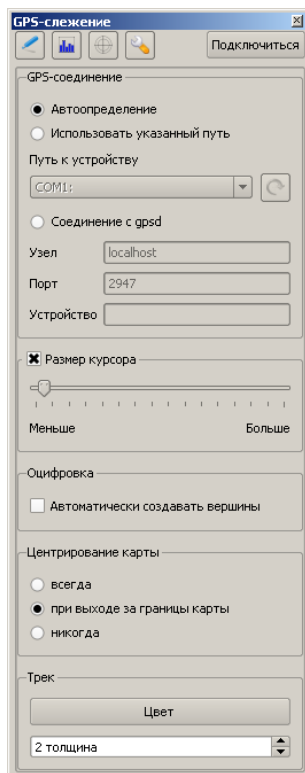 GPS-слежение
Подключиться
GPS-соединение
Автоопределение
Использовать указанный путь
Путь к устройству
COM1:
Соединение с gpsd
Узел localhost
Порт 2947
Устройство
Размер курсора
Меньше Больше
Оцифровка
Автоматически создавать вершины
Центрирование карты
всегда
при выходе за границы карты
никогда
Трек
Цвет
2 толщина